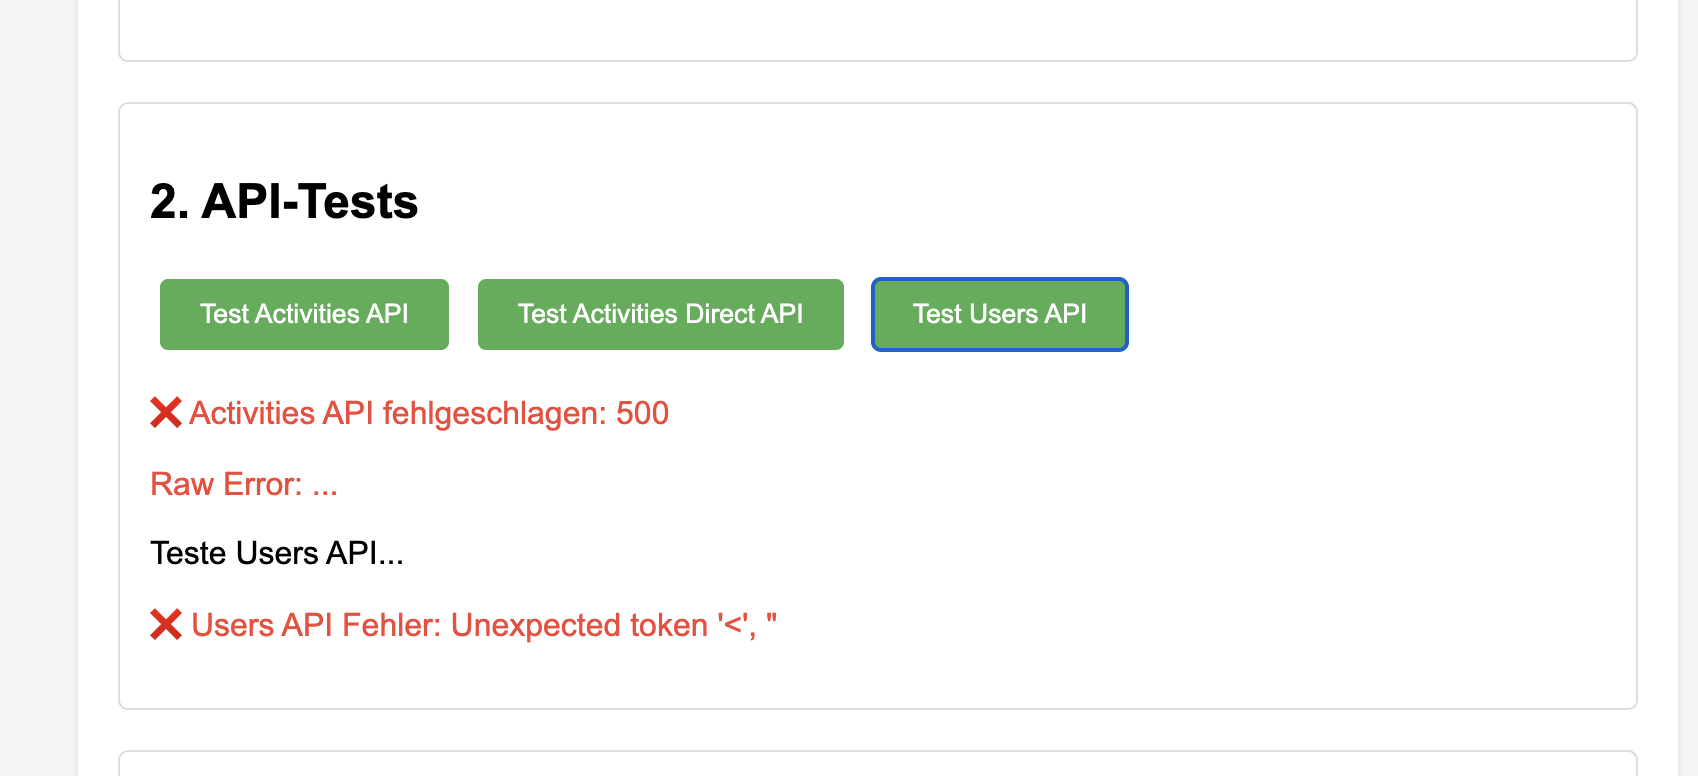 2. API-Tests
Test Activities API
Test Activities Direct API
Test Users API
❌ Activities API fehlgeschlagen: 500
Raw Error: ...
Teste Users API...
❌ Users API Fehler: Unexpected token '<', "